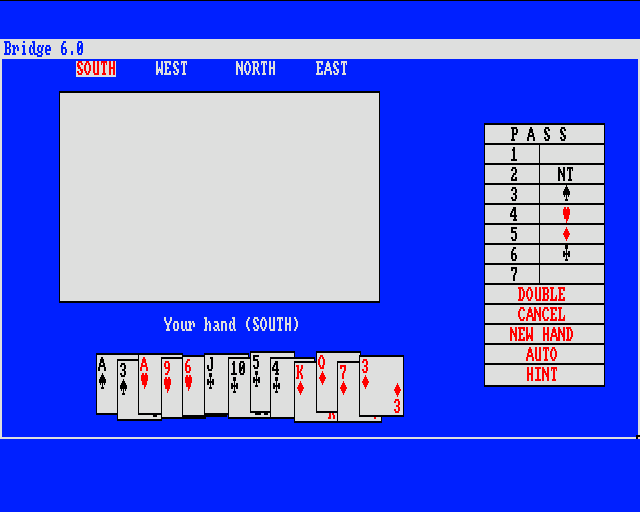 Bridge 6.0
SOUTH WEST NORTH EAST
P A S S
1
2 NT
3 ♠
4 ♥
5 ♦
6 ♣
7
DOUBLE
CANCEL
NEW HAND
AUTO
HINT
Your hand (SOUTH)
A♠ 3♠ A♥ 9♥ 6♥ J♣ 10♣ 5♣ 4♣ K♦ Q♦ 7♦ 3♦
3